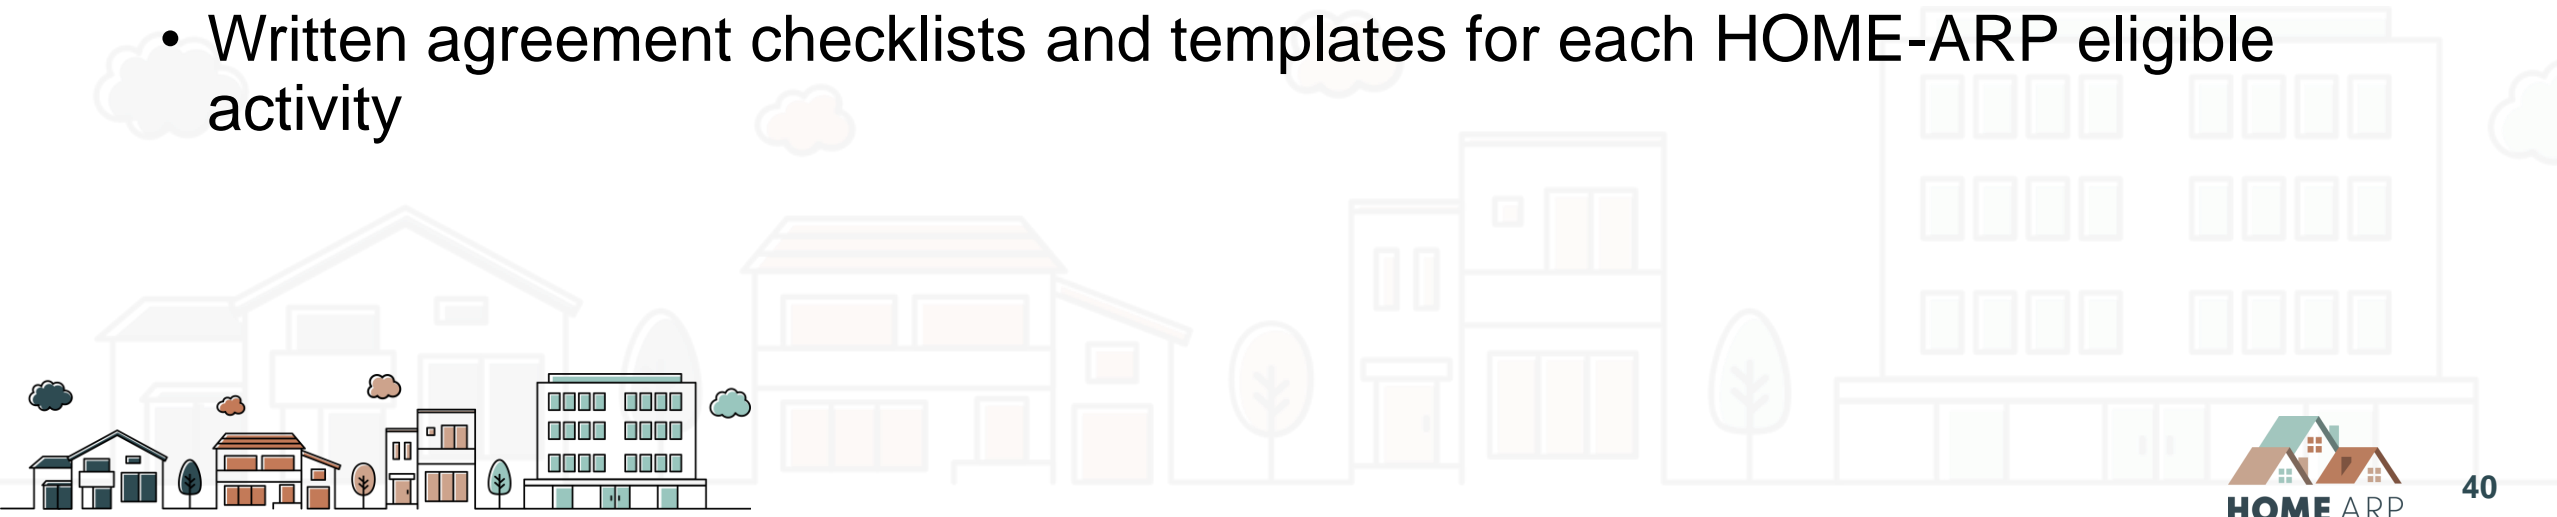 • Written agreement checklists and templates for each HOME-ARP eligible
activity
HOME ARP
40